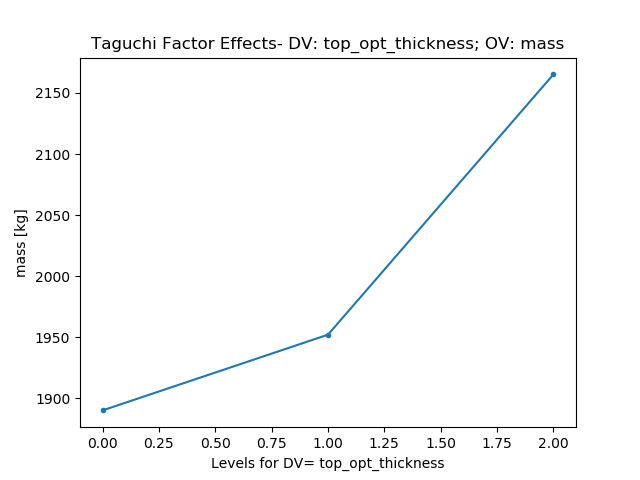 Taguchi Factor Effects- DV: top_opt_thickness; OV: mass
2150
2100
2050
2000
1950
1900
mass [kg]
0.00 0.25 0.50 0.75 1.00 1.25 1.50 1.75 2.00
Levels for DV= top_opt_thickness